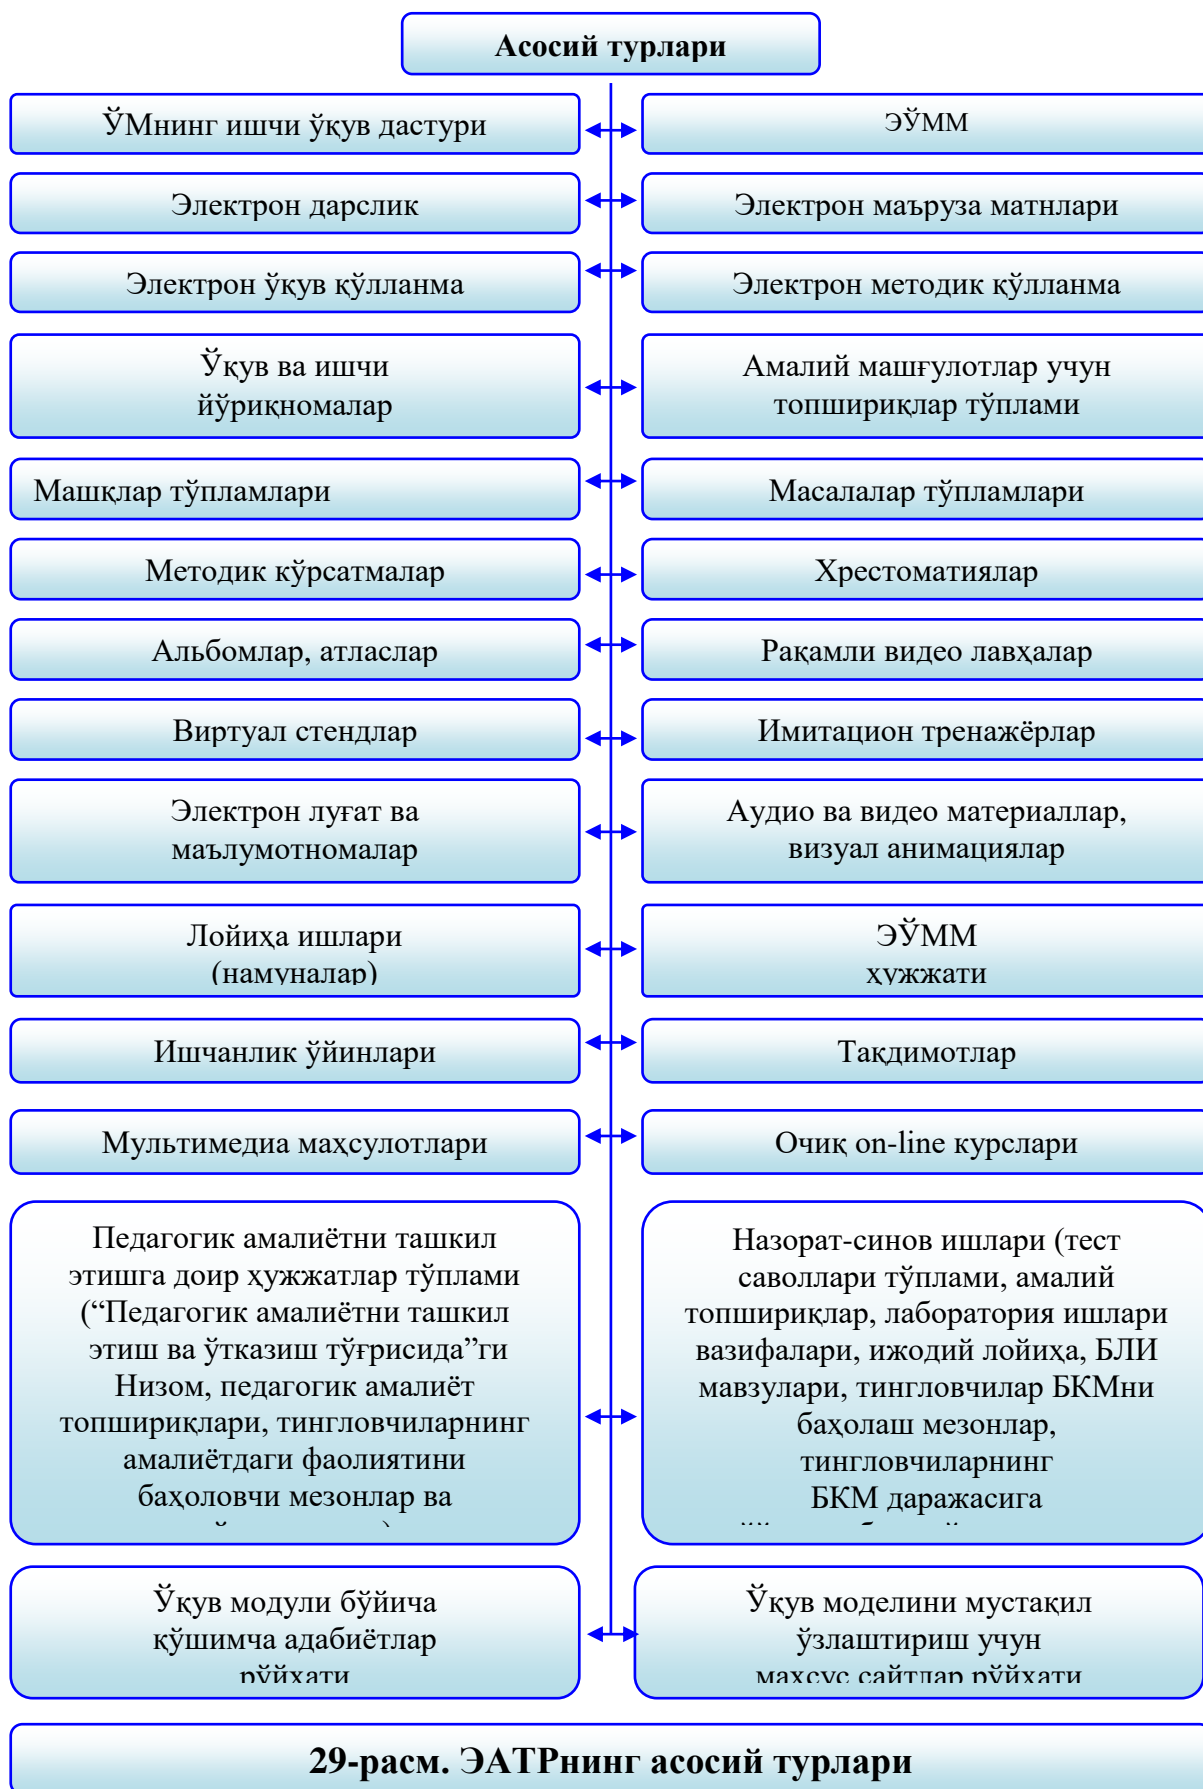 Асосий турлари
ЎМнинг ишчи ўқув дастури
ЭЎММ
Электрон дарслик
Электрон маъруза матнлари
Электрон ўқув қўлланма
Электрон методик қўлланма
Ўқув ва ишчи
йўриқномалар
Амалий машғулотлар учун
топшириқлар тўплами
Машқлар тўпламлари
Масалалар тўпламлари
Методик кўрсатмалар
Хрестоматиялар
Альбомлар, атласлар
Рақамли видео лавҳалар
Виртуал стендлар
Имитацион тренажёрлар
Электрон луғат ва
маълумотномалар
Аудио ва видео материаллар,
визуал анимациялар
Лойиҳа ишлари
(намуналар)
ЭЎММ
ҳужжати
Ишчанлик ўйинлари
Тақдимотлар
Мультимедиа маҳсулотлари
Очиқ on-line курслари
Педагогик амалиётни ташкил
этишга доир ҳужжатлар тўплами
(“Педагогик амалиётни ташкил
этиш ва ўтказиш тўғрисида”ги
Низом, педагогик амалиёт
топшириқлари, тингловчиларнинг
амалиётдаги фаолиятини
баҳоловчи мезонлар ва
Назорат-синов ишлари (тест
саволлари тўплами, амалий
топшириқлар, лаборатория ишлари
вазифалари, ижодий лойиҳа, БЛИ
мавзулари, тингловчилар БКМни
баҳолаш мезонлар,
тингловчиларнинг
БКМ даражасига
Ўқув модули бўйича
қўшимча адабиётлар
рўйхати
Ўқув моделини мустақил
ўзлаштириш учун
махсус сайтлар рўйхати
29-расм. ЭАТРнинг асосий турлари